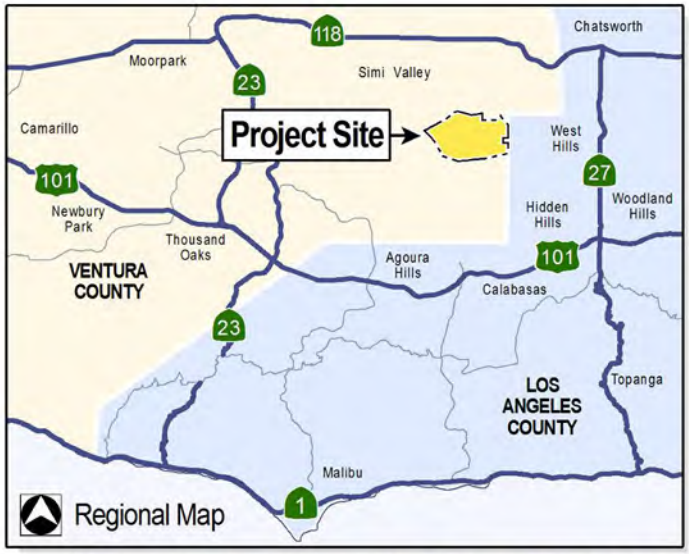 Chatsworth
118
Moorpark
Simi Valley
23
Project Site
Camarillo
West
Hills
101
27
Newbury
Park
Hidden
Hills
Woodland
Hills
Thousand
Oaks
Agoura
Hills
101
VENTURA
COUNTY
Calabasas
23
Topanga
LOS
ANGELES
COUNTY
Malibu
1
Regional Map